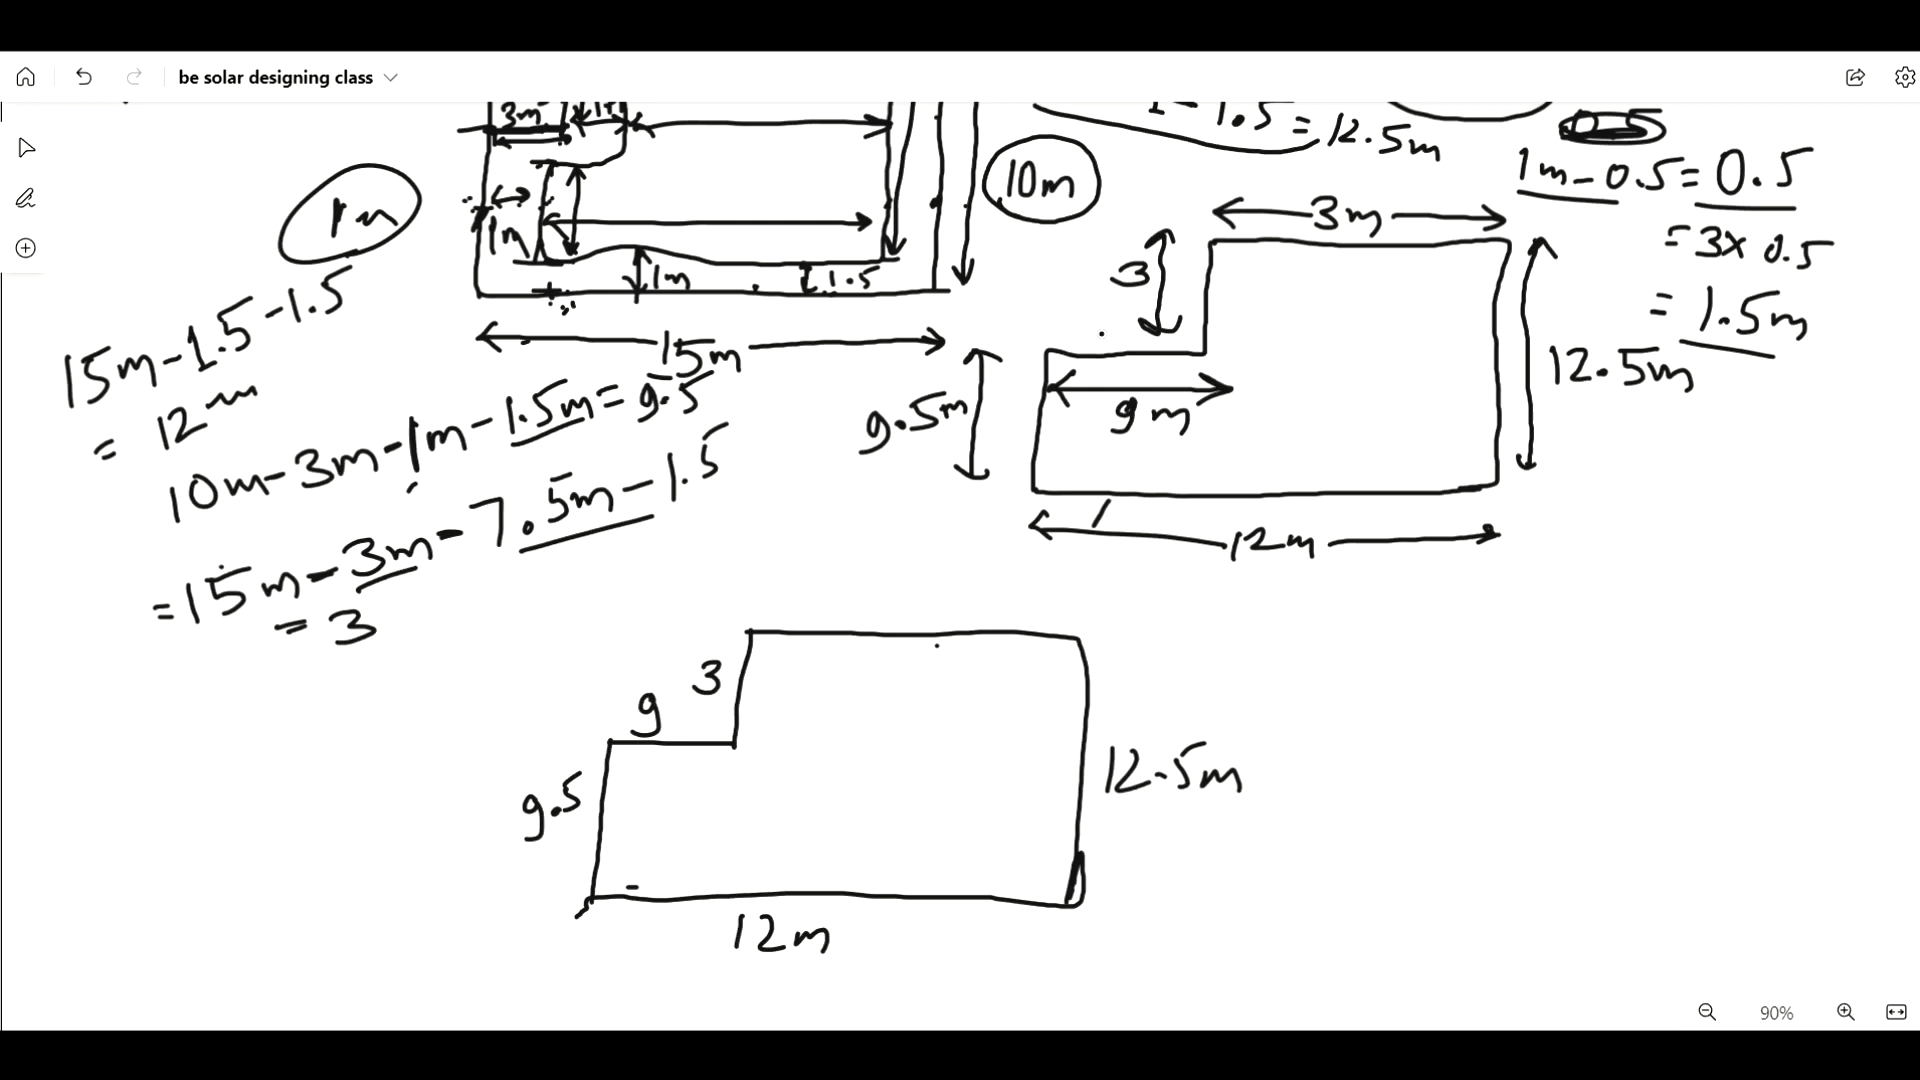 be solar designing class
3m
1.5 = 12.5m
0.5
10m
1m - 0.5 = 0.5
= 3 x 0.5
= 1.5m
1m
1m
1m
1.5
15m
3m
3
9m
9.5m
12.5m
12m
15m - 1.5 - 1.5
= 12m
10m - 3m - 1m - 1.5m = 9.5
= 15m - 3m - 7.5m - 1.5
= 3
3
9
9.5
12.5m
12m
90%